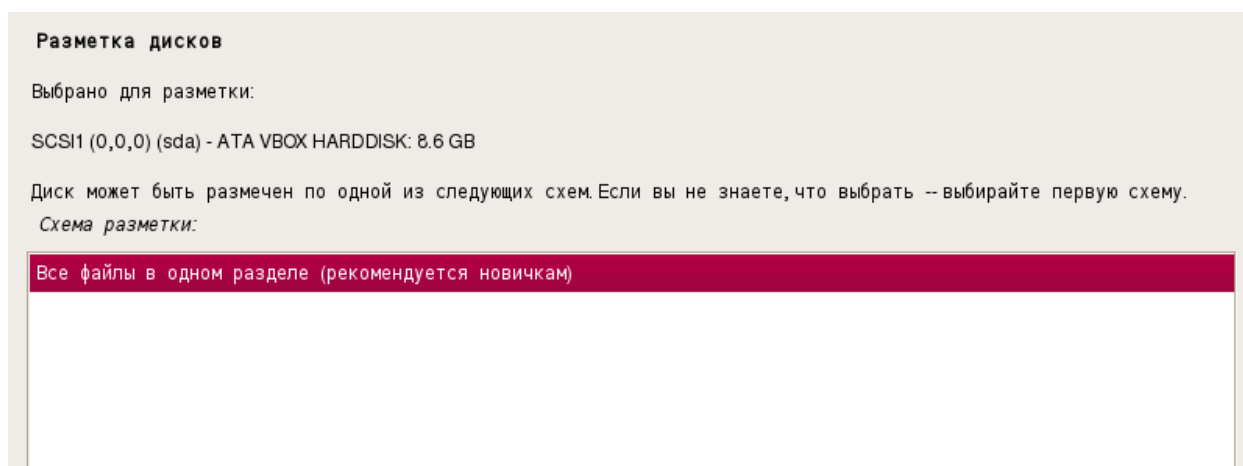 Разметка дисков
Выбрано для разметки:
SCSI1 (0,0,0) (sda) - ATA VBOX HARDDISK: 8.6 GB
Диск может быть размечен по одной из следующих схем. Если вы не знаете, что выбрать -- выбирайте первую схему.
Схема разметки:
Все файлы в одном разделе (рекомендуется новичкам)